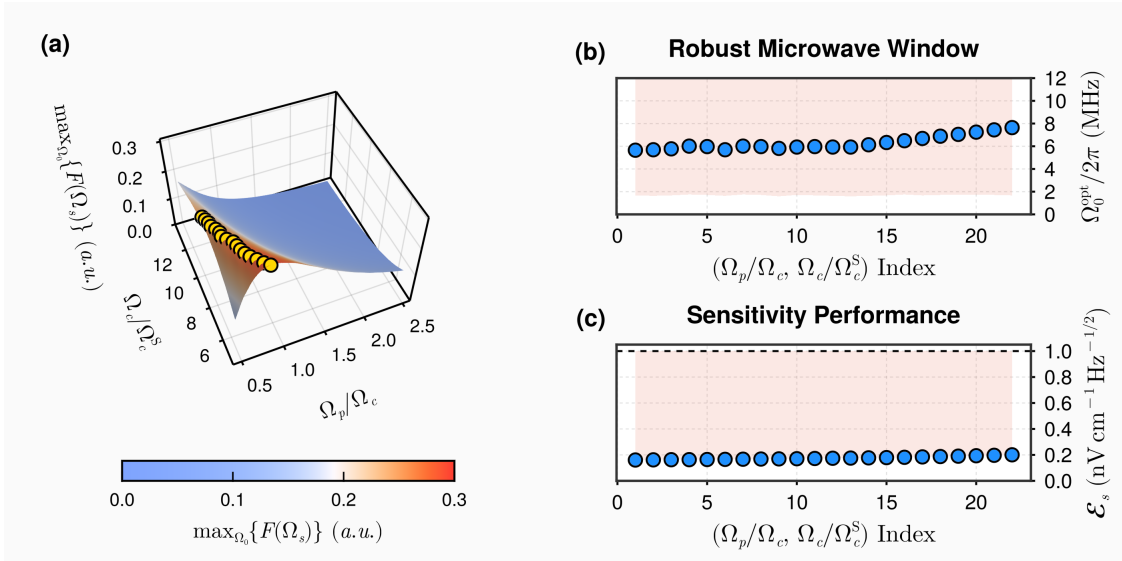 (a)
max_{Ω_0}{F(Ω_s)} (a.u.)
0.3
0.2
0.1
0.0
12
10
8
6
Ω_c/Ω_c^S
0.5
1.0
1.5
2.0
2.5
Ω_p/Ω_c
0.0 0.1 0.2 0.3
max_{Ω_0}{F(Ω_s)} (a.u.)
(b) Robust Microwave Window
12
10
8
6
4
2
0
Ω_0^{opt}/2π (MHz)
0 5 10 15 20
(Ω_p/Ω_c, Ω_c/Ω_c^S) Index
(c) Sensitivity Performance
1.0
0.8
0.6
0.4
0.2
0.0
ℰ_s (nV cm^{−1} Hz^{−1/2})
0 5 10 15 20
(Ω_p/Ω_c, Ω_c/Ω_c^S) Index